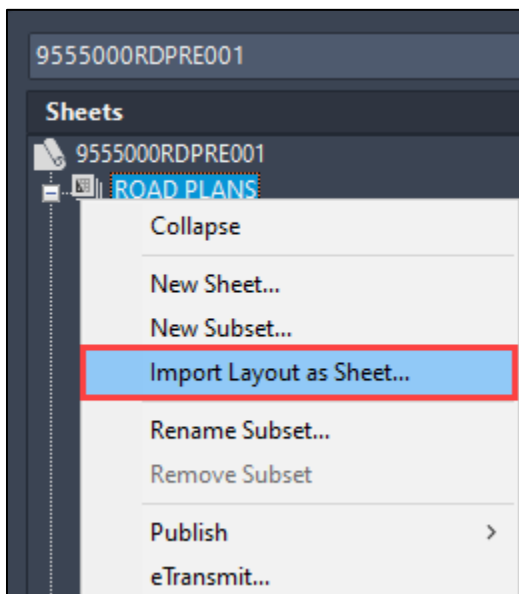 9555000RDPRE001
Sheets
9555000RDPRE001
ROAD PLANS
Collapse
New Sheet...
New Subset...
Import Layout as Sheet...
Rename Subset...
Remove Subset
Publish
eTransmit...